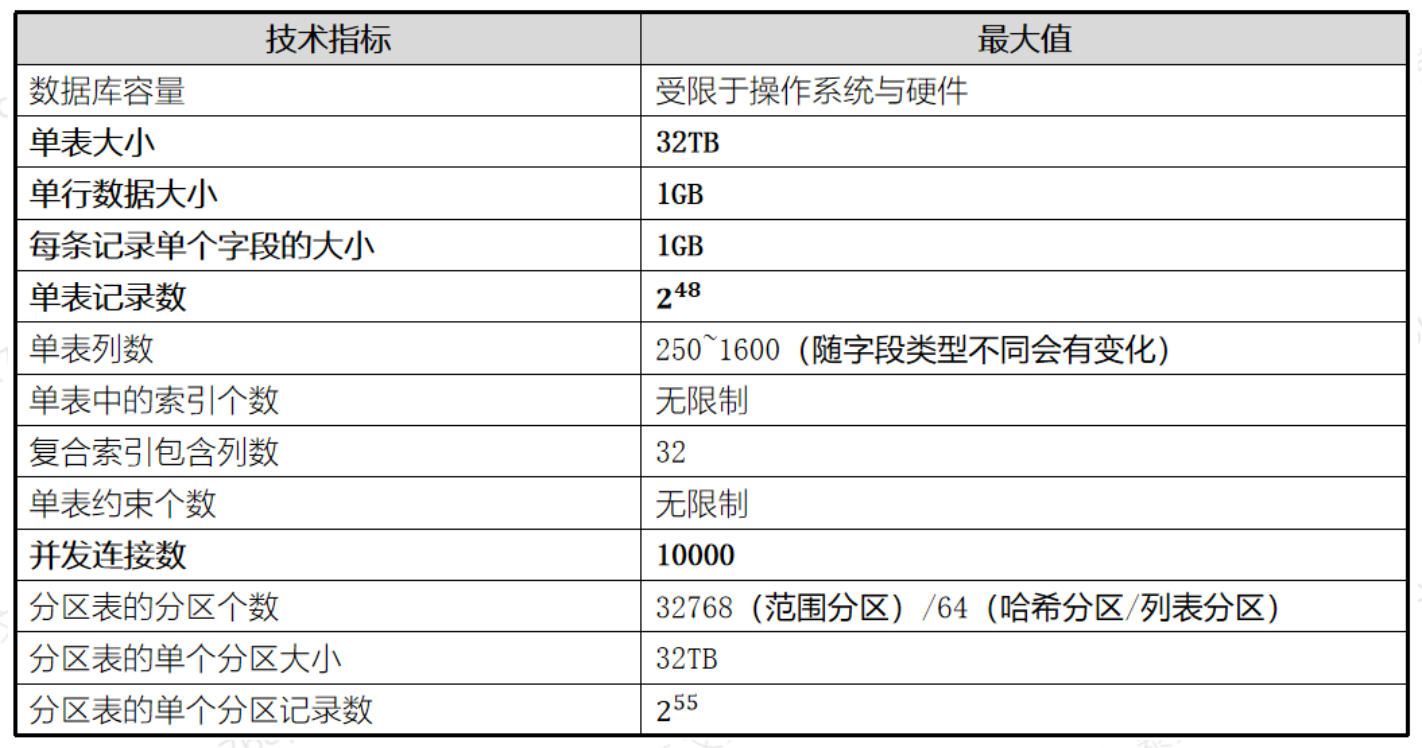 技术指标 最大值
数据库容量 受限于操作系统与硬件
单表大小 32TB
单行数据大小 1GB
每条记录单个字段的大小 1GB
单表记录数 2⁴⁸
单表列数 250~1600（随字段类型不同会有变化）
单表中的索引个数 无限制
复合索引包含列数 32
单表约束个数 无限制
并发连接数 10000
分区表的分区个数 32768（范围分区）/64（哈希分区/列表分区）
分区表的单个分区大小 32TB
分区表的单个分区记录数 2⁵⁵